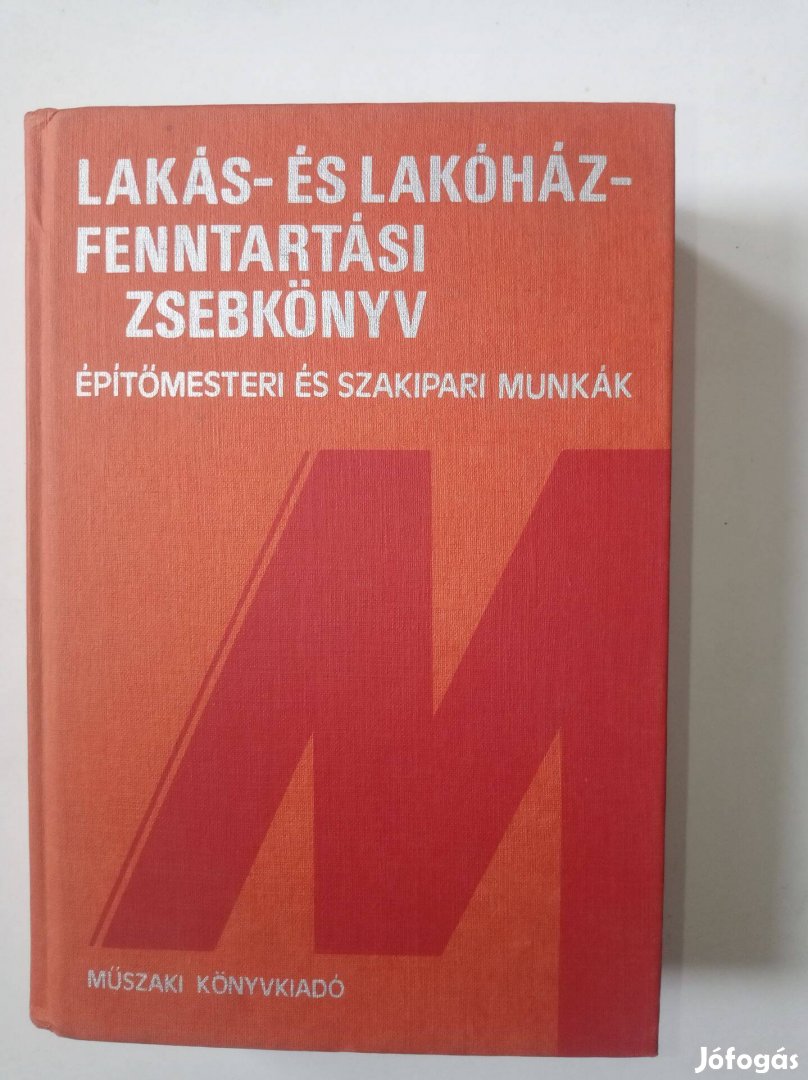 LAKÁS- ÉS LAKÓHÁZ-
FENNTARTÁSI
ZSEBKÖNYV
ÉPÍTŐMESTERI ÉS SZAKIPARI MUNKÁK
M
MŰSZAKI KÖNYVKIADÓ
Jófogás